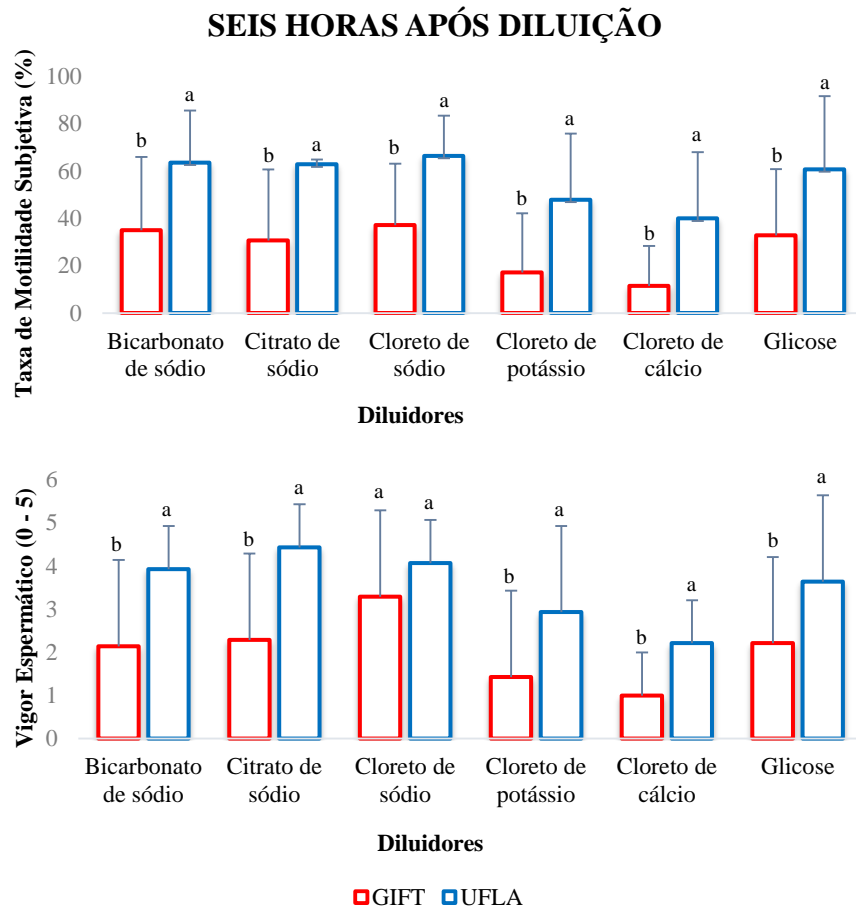 SEIS HORAS APÓS DILUIÇÃO
Taxa de Motilidade Subjetiva (%)
100
80
60
40
20
0
b a b a b a b a b a b a
Bicarbonato de sódio
Citrato de sódio
Cloreto de sódio
Cloreto de potássio
Cloreto de cálcio
Glicose
Diluidores
Vigor Espermático (0 - 5)
6
5
4
3
2
1
0
b a b a a a b a b a b a
Bicarbonato de sódio
Citrato de sódio
Cloreto de sódio
Cloreto de potássio
Cloreto de cálcio
Glicose
Diluidores
GIFT UFLA